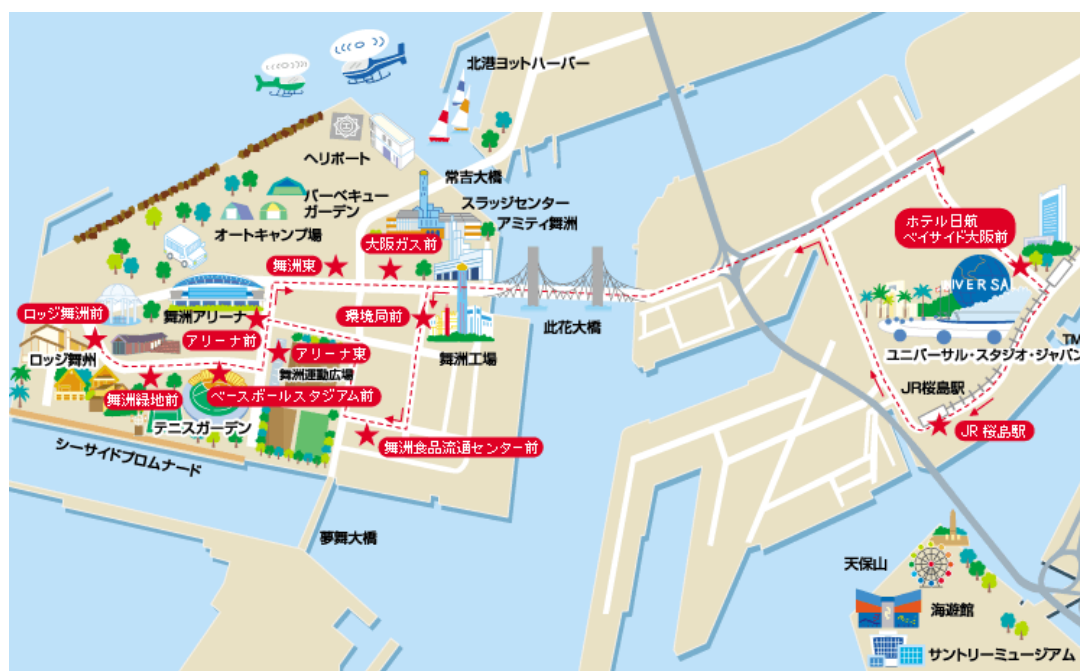 北港ヨットハーバー
ヘリポート
常吉大橋
バーベキュー
ガーデン
スラッジセンター
アミティ舞洲
オートキャンプ場
大阪ガス前
舞洲東
ホテル日航
ベイサイド大阪前
IVERSA
ロッジ舞洲前
舞洲アリーナ
環境局前
此花大橋
アリーナ前
ロッジ舞州
アリーナ東
舞洲工場
TM
ユニバーサル・スタジオ・ジャパン
舞洲運動広場
JR桜島駅
舞洲緑地前
ベースボールスタジアム前
テニスガーデン
JR 桜島駅
シーサイドプロムナード
舞洲食品流通センター前
夢舞大橋
天保山
海遊館
サントリーミュージアム